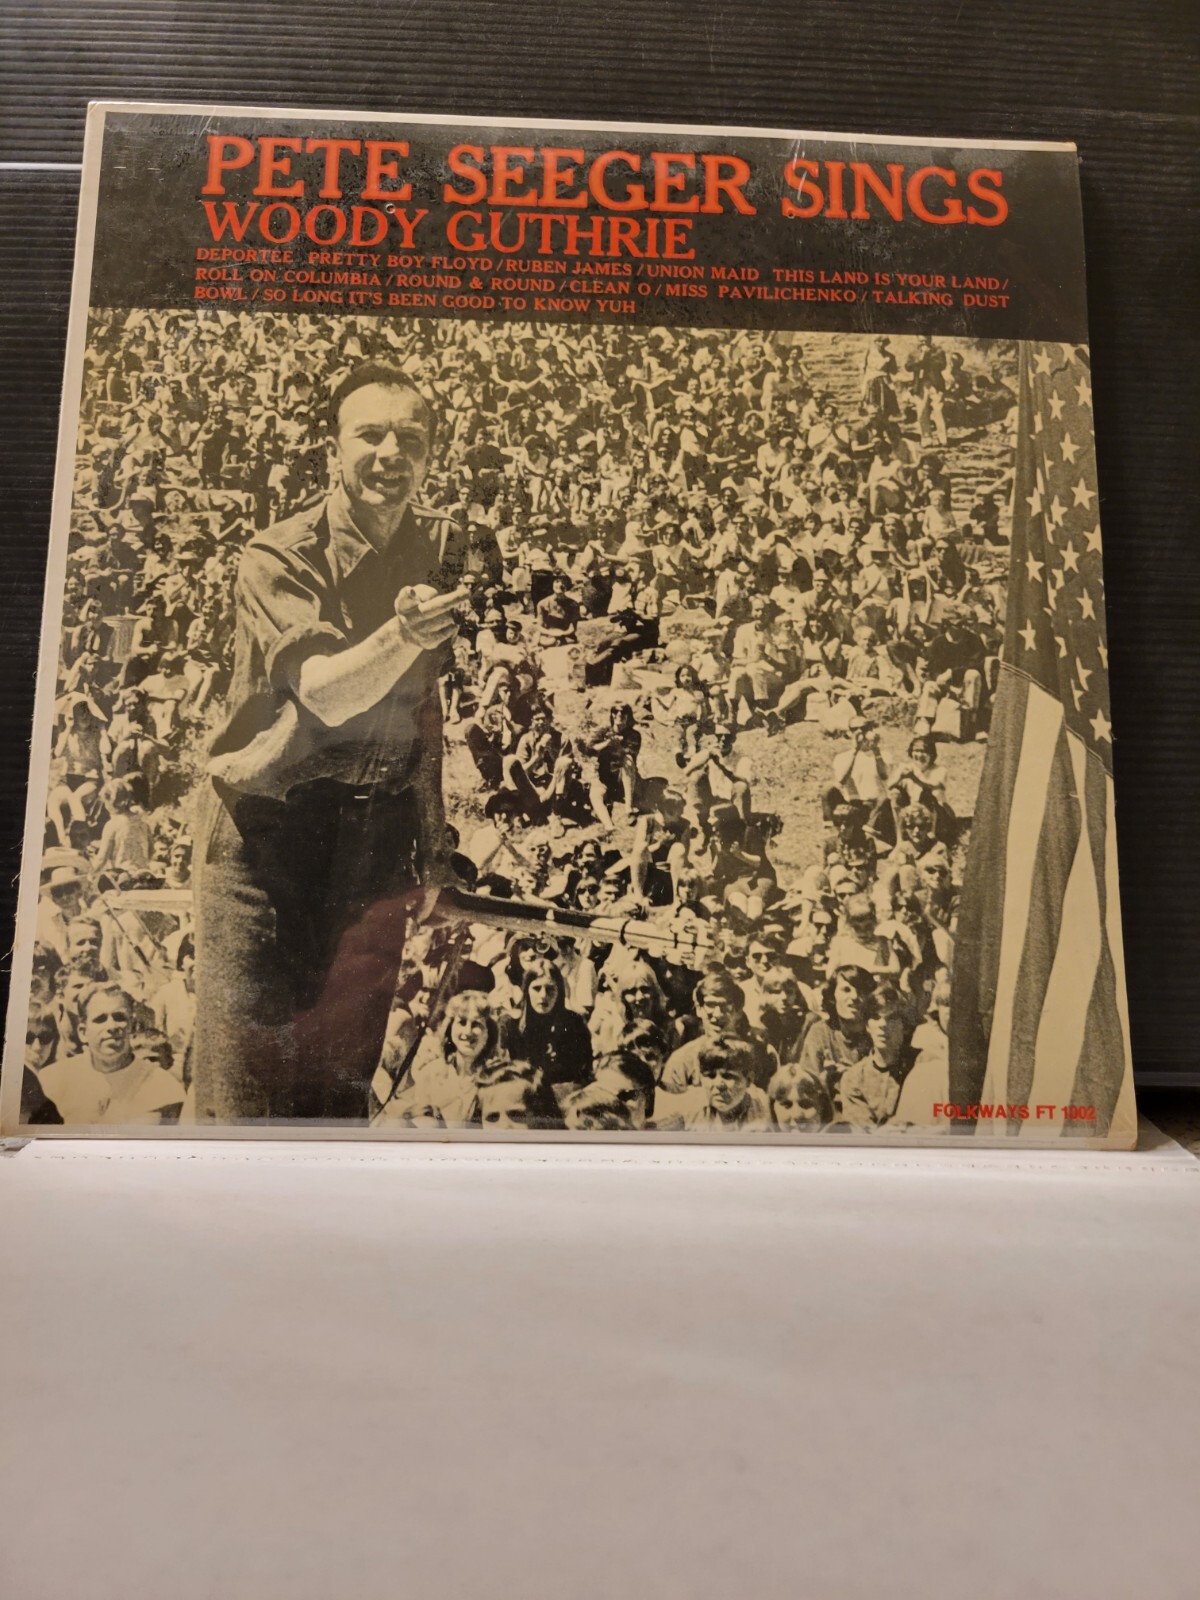 PETE SEEGER SINGS
WOODY GUTHRIE
DEPORTEE PRETTY BOY FLOYD / RUBEN JAMES / UNION MAID THIS LAND IS YOUR LAND /
ROLL ON COLUMBIA / ROUND & ROUND / CLEAN O / MISS PAVILICHENKO / TALKING DUST
BOWL / SO LONG IT'S BEEN GOOD TO KNOW YUH
FOLKWAYS FT 1002